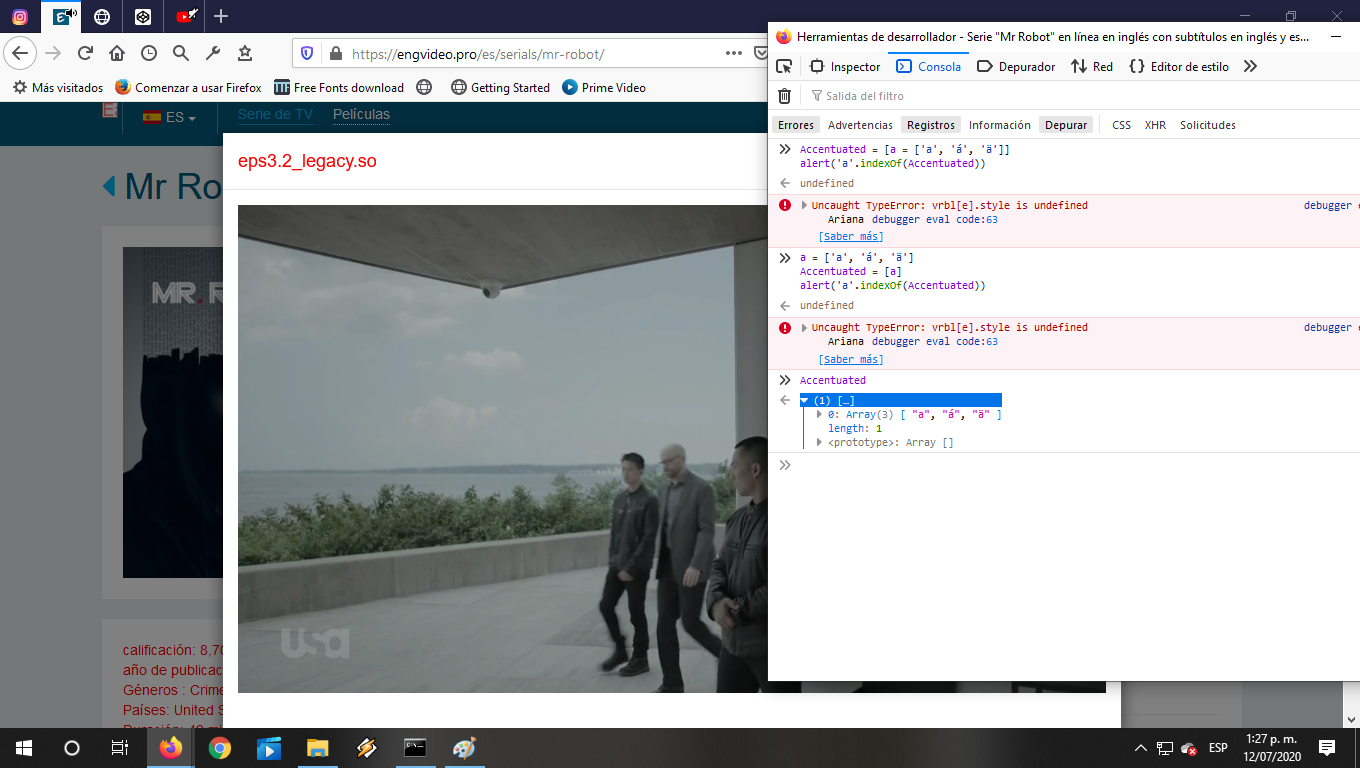 https://engvideo.pro/es/serials/mr-robot/
Más visitados
Comenzar a usar Firefox
Free Fonts download
Getting Started
Prime Video
ES
Serie de TV
Películas
Mr Ro
MR. R
calificación: 8,70
año de publicac
Géneros : Crime
Países: United S
eps3.2_legacy.so
usa
Herramientas de desarrollador - Serie "Mr Robot" en línea en inglés con subtítulos en inglés y es...
Inspector
Consola
Depurador
Red
Editor de estilo
Salida del filtro
Errores
Advertencias
Registros
Información
Depurar
CSS
XHR
Solicitudes
Accentuated = [a = ['a', 'á', 'ä']]
alert('a'.indexOf(Accentuated))
undefined
Uncaught TypeError: vrbl[e].style is undefined
debugger e
Ariana debugger eval code:63
[Saber más]
a = ['a', 'á', 'ä']
Accentuated = [a]
alert('a'.indexOf(Accentuated))
undefined
Uncaught TypeError: vrbl[e].style is undefined
debugger e
Ariana debugger eval code:63
[Saber más]
Accentuated
(1) […]
0: Array(3) [ "a", "á", "ä" ]
length: 1
<prototype>: Array []
ESP
1:27 p. m.
12/07/2020